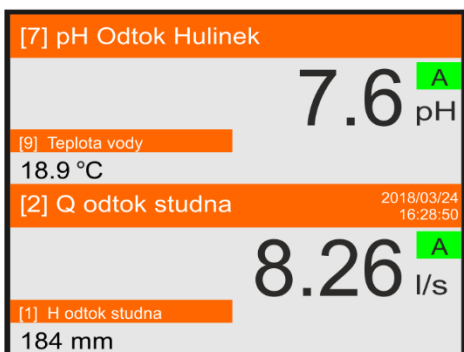 [7] pH Odtok Hulinek
A
7.6 pH
[9] Teplota vody
18.9 °C
[2] Q odtok studna
2018/03/24
16:28:50
A
8.26 l/s
[1] H odtok studna
184 mm